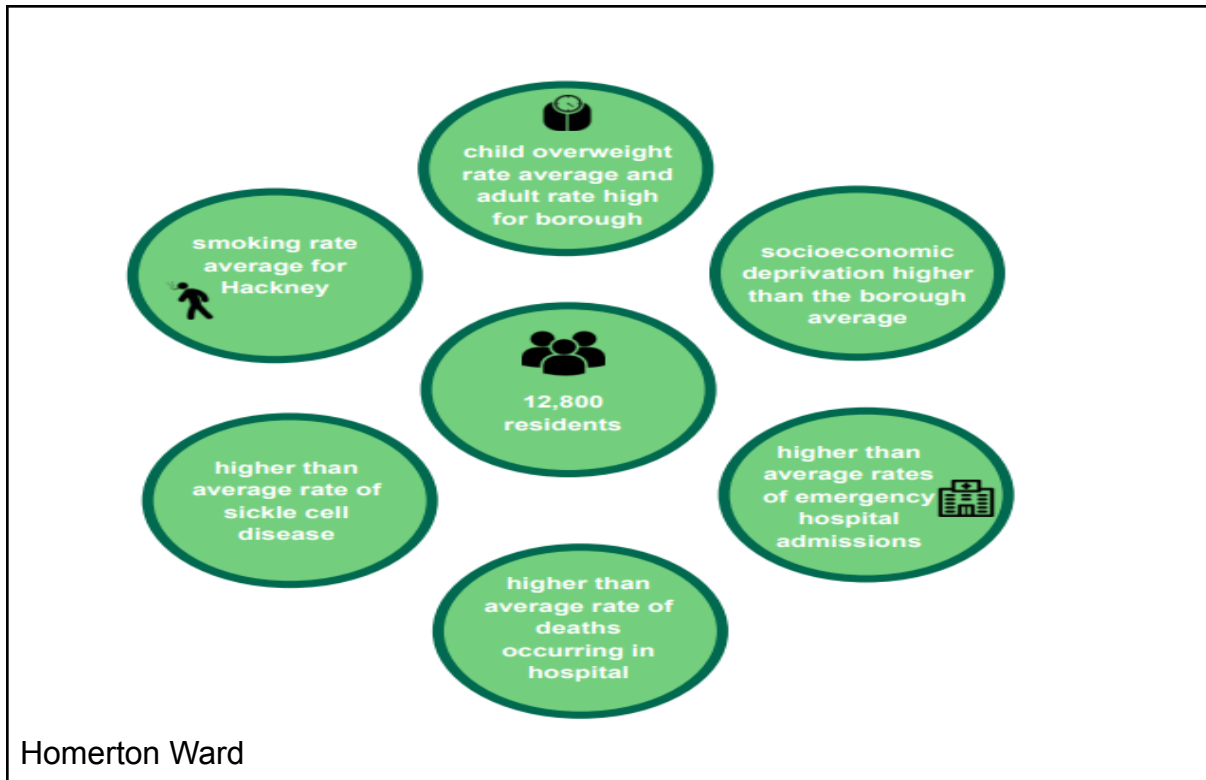 child overweight
rate average and
adult rate high
for borough
smoking rate
average for
Hackney
socioeconomic
deprivation higher
than the borough
average
12,800
residents
higher than
average rate of
sickle cell
disease
higher than
average rates
of emergency
hospital
admissions
higher than
average rate of
deaths
occurring in
hospital
Homerton Ward